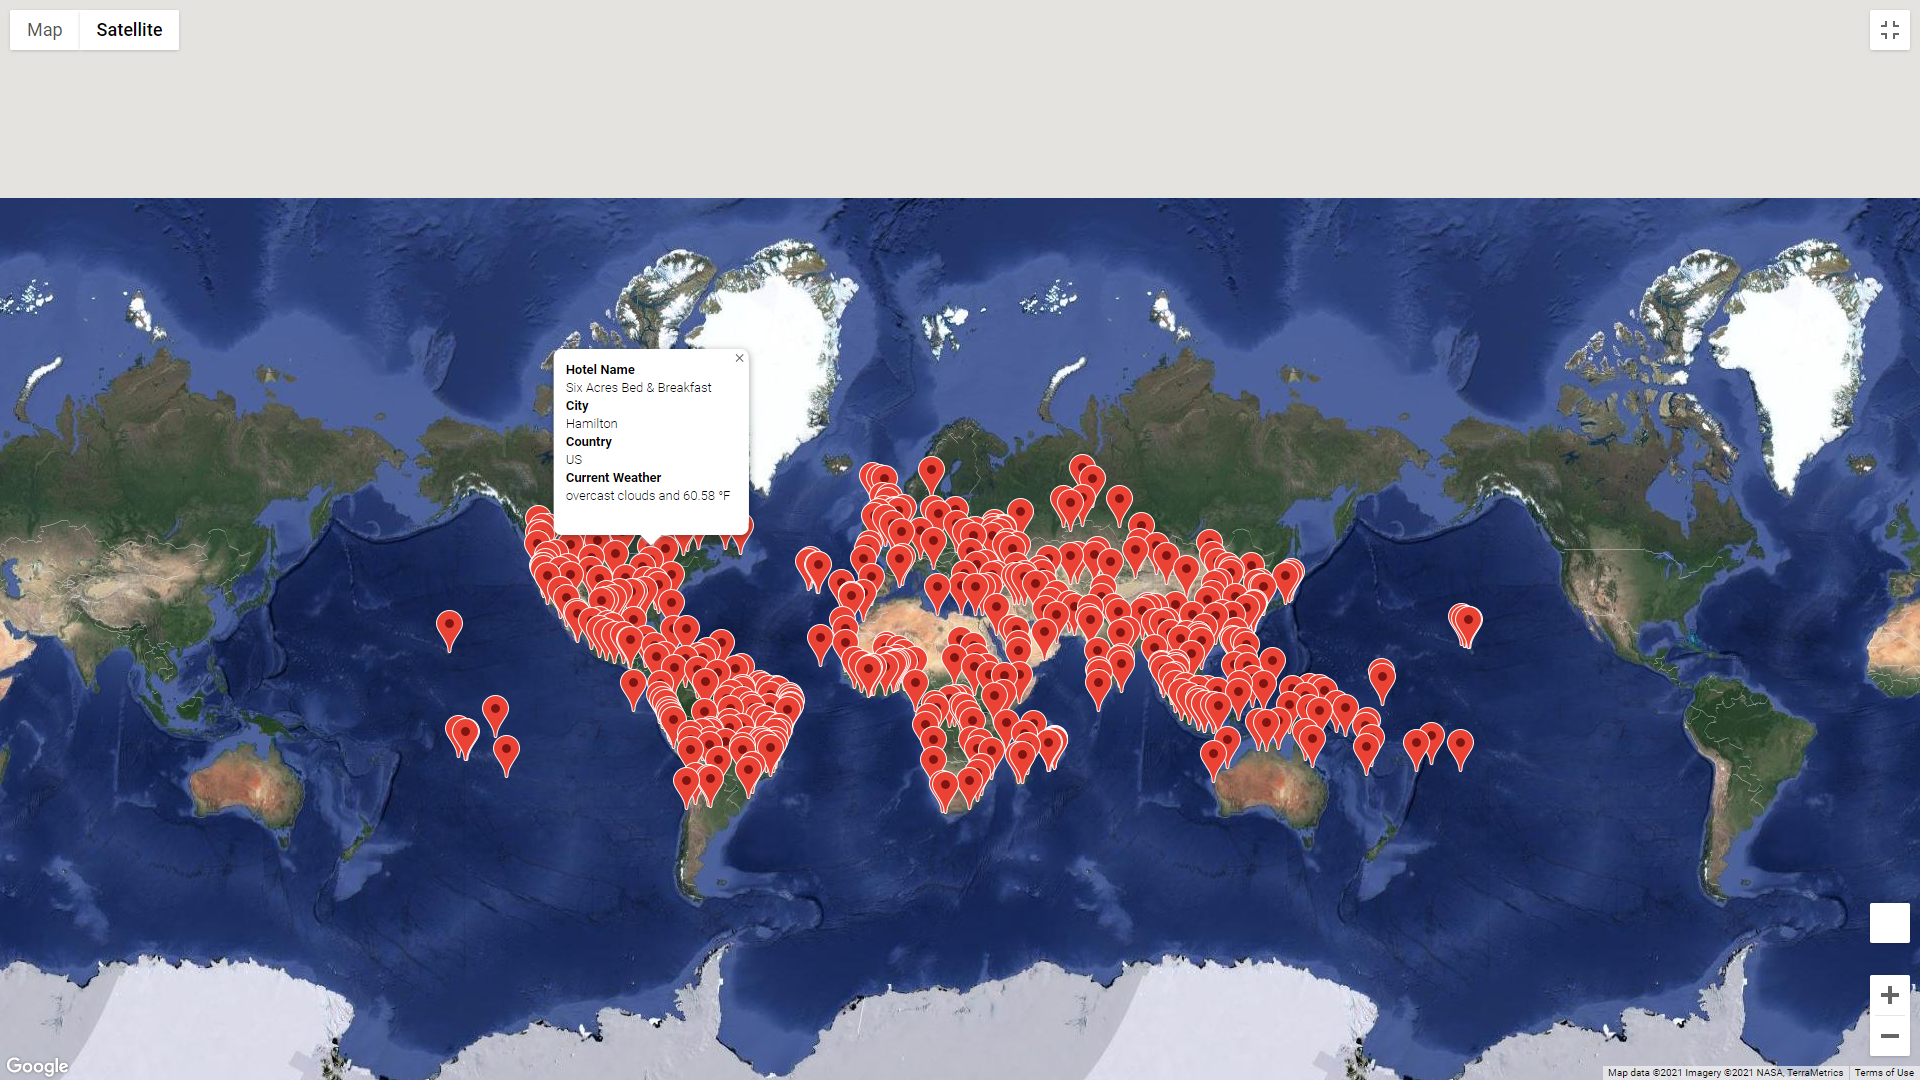 Map
Satellite
Hotel Name
Six Acres Bed & Breakfast
City
Hamilton
Country
US
Current Weather
overcast clouds and 60.58 °F
Google
Map data ©2021 Imagery ©2021 NASA, TerraMetrics
Terms of Use